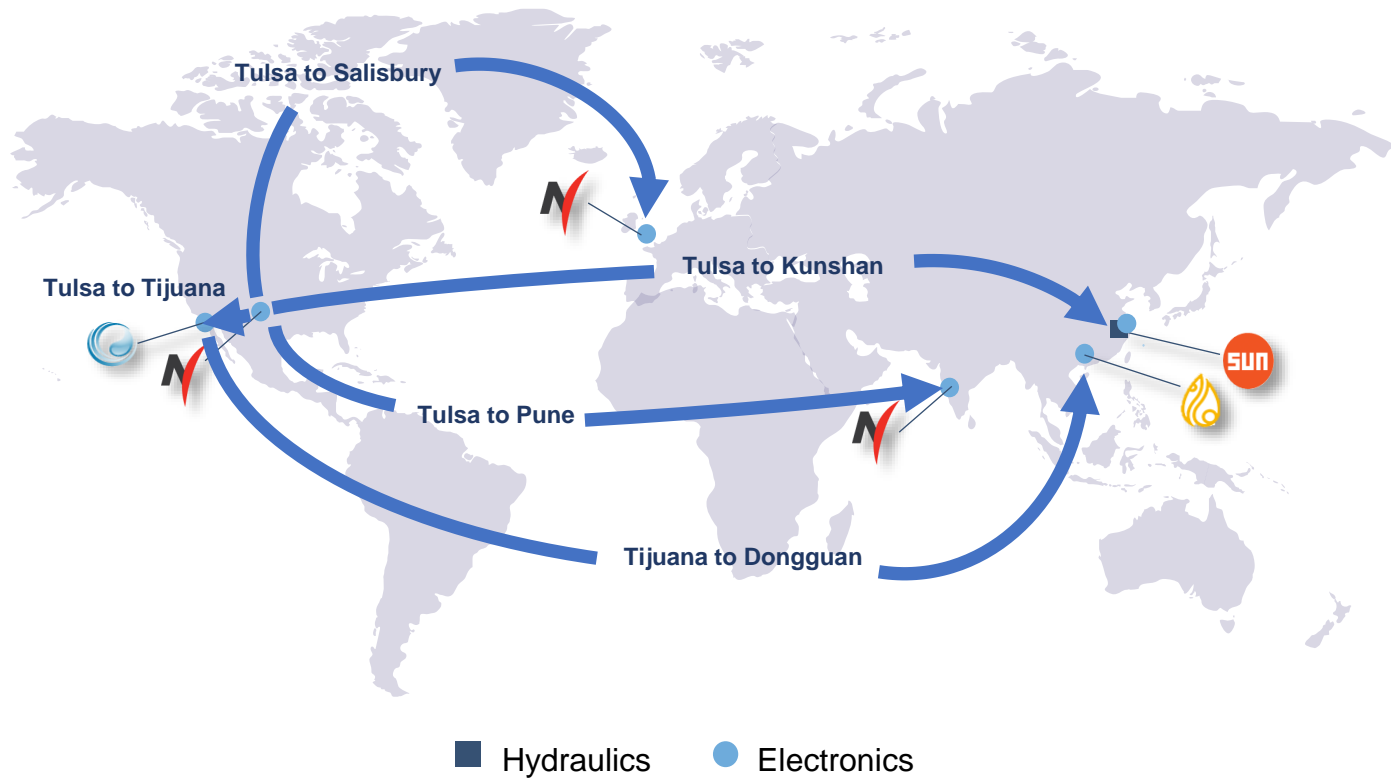 Tulsa to Salisbury
Tulsa to Kunshan
Tulsa to Tijuana
sun
Tulsa to Pune
Tijuana to Dongguan
Hydraulics
Electronics